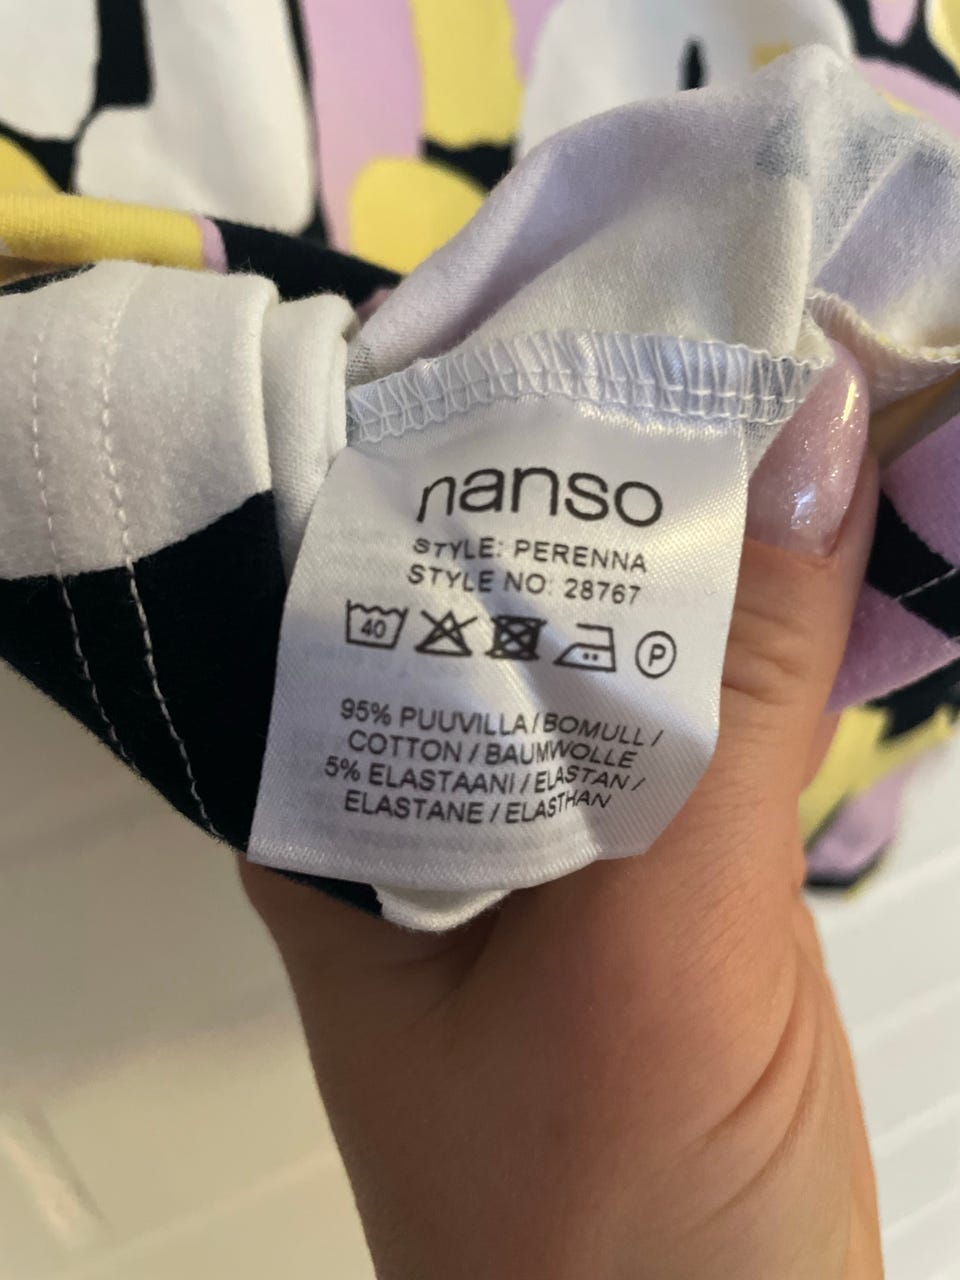 nanso
STYLE: PERENNA
STYLE NO: 28767
40 P
95% PUUVILLA / BOMULL /
COTTON / BAUMWOLLE
5% ELASTAANI / ELASTAN /
ELASTANE / ELASTHAN